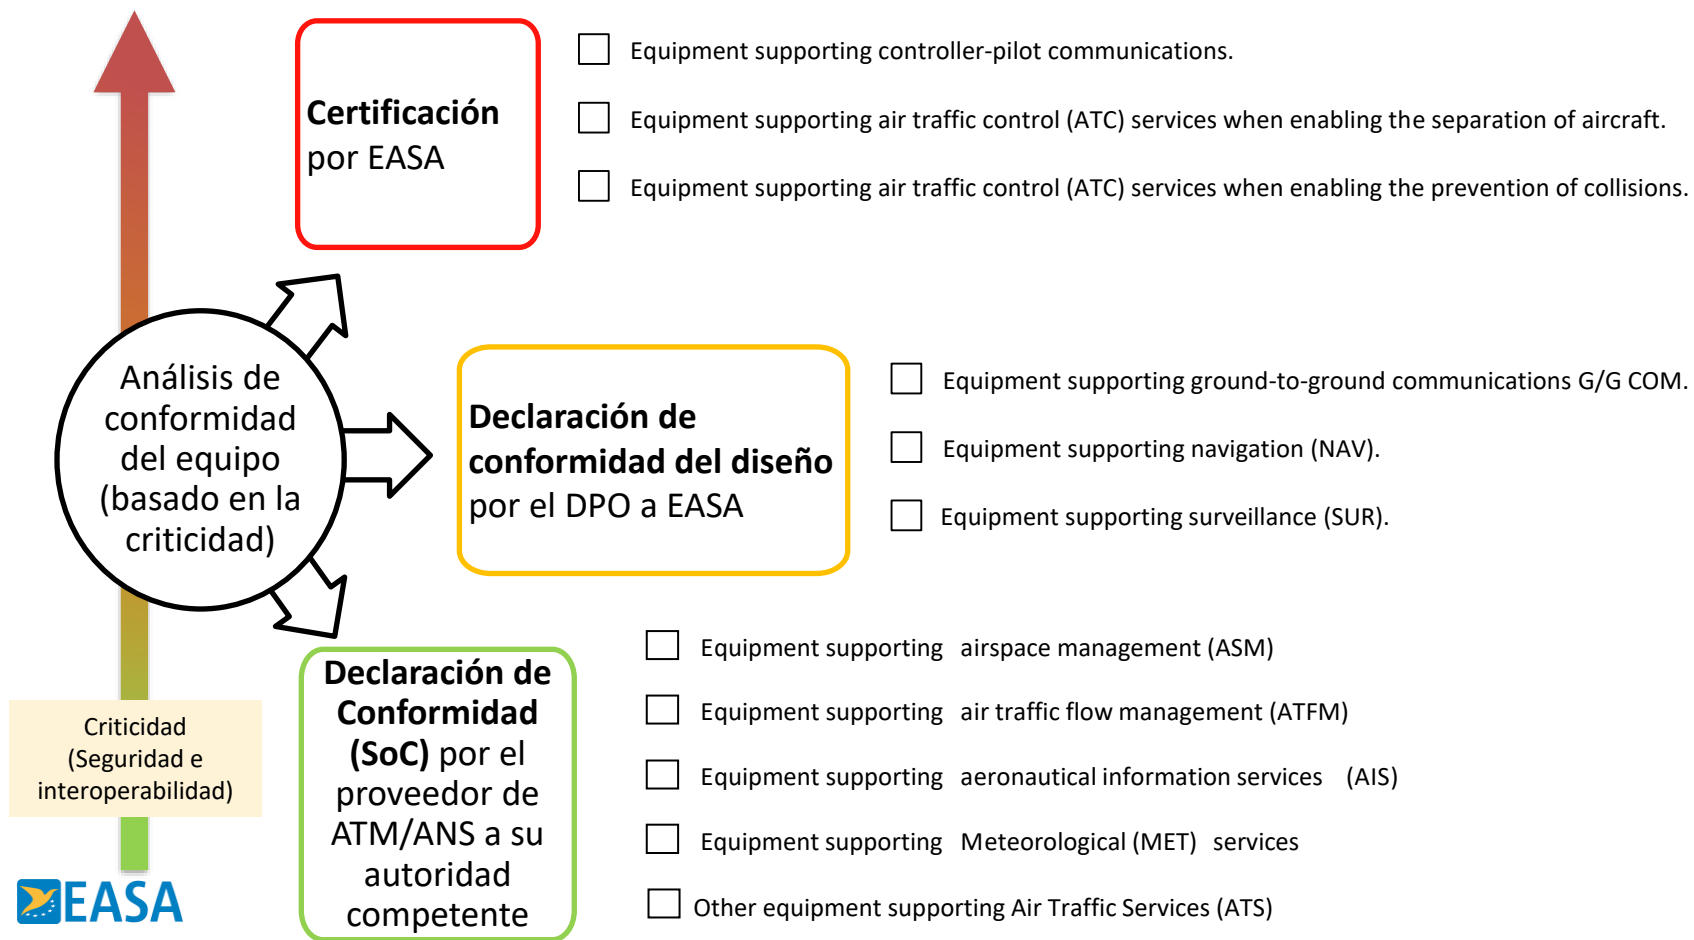 Certificación
por EASA
Equipment supporting controller-pilot communications.
Equipment supporting air traffic control (ATC) services when enabling the separation of aircraft.
Equipment supporting air traffic control (ATC) services when enabling the prevention of collisions.
Análisis de
conformidad
del equipo
(basado en la
criticidad)
Declaración de
conformidad del diseño
por el DPO a EASA
Equipment supporting ground-to-ground communications G/G COM.
Equipment supporting navigation (NAV).
Equipment supporting surveillance (SUR).
Declaración de
Conformidad
(SoC) por el
proveedor de
ATM/ANS a su
autoridad
competente
Equipment supporting airspace management (ASM)
Equipment supporting air traffic flow management (ATFM)
Equipment supporting aeronautical information services (AIS)
Equipment supporting Meteorological (MET) services
Other equipment supporting Air Traffic Services (ATS)
Criticidad
(Seguridad e
interoperabilidad)
EASA